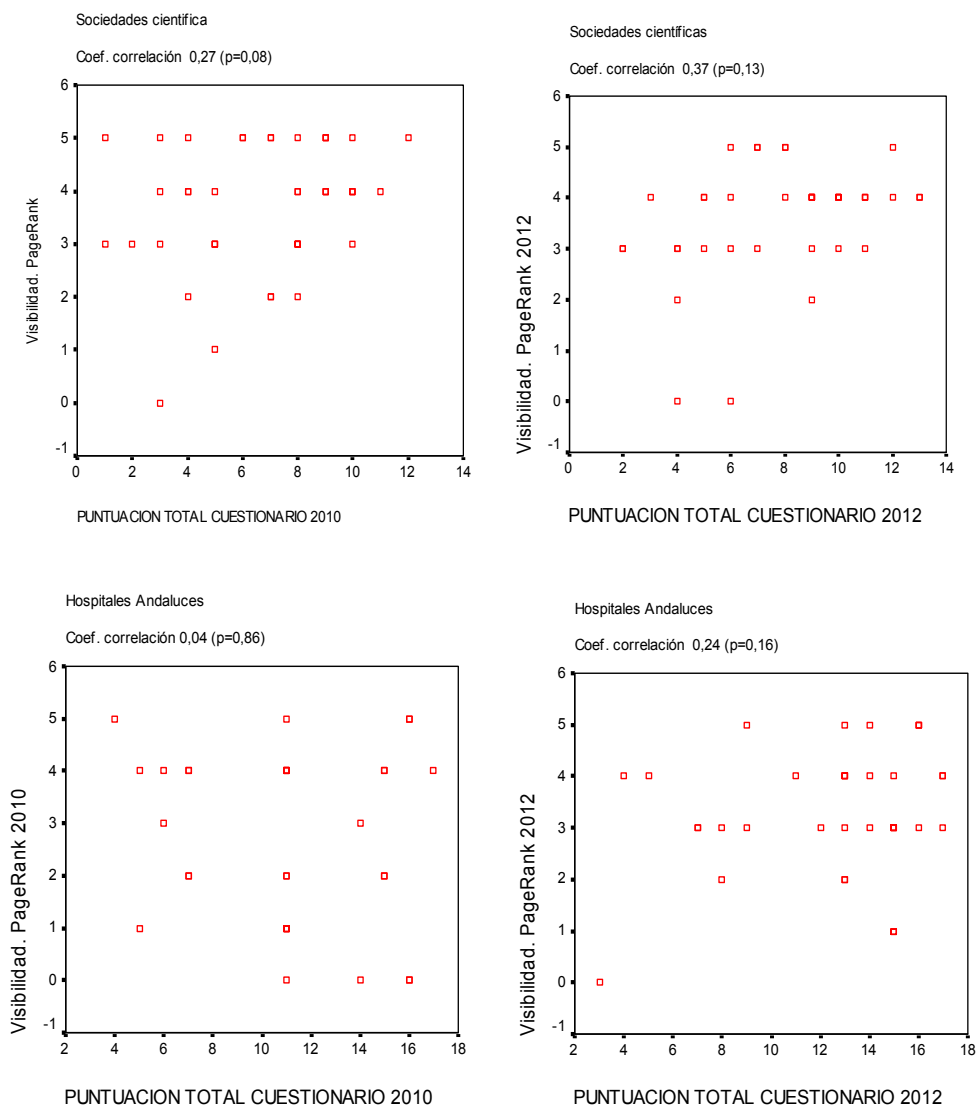 Sociedades científica
Coef. correlación 0,27 (p=0,08)
Visibilidad. PageRank
6
5
4
3
2
1
0
-1
0 2 4 6 8 10 12 14
PUNTUACION TOTAL CUESTIONARIO 2010
Sociedades científicas
Coef. correlación 0,37 (p=0,13)
Visibilidad. PageRank 2012
6
5
4
3
2
1
0
-1
0 2 4 6 8 10 12 14
PUNTUACION TOTAL CUESTIONARIO 2012
Hospitales Andaluces
Coef. correlación 0,04 (p=0,86)
Visibilidad. PageRank 2010
6
5
4
3
2
1
0
-1
2 4 6 8 10 12 14 16 18
PUNTUACION TOTAL CUESTIONARIO 2010
Hospitales Andaluces
Coef. correlación 0,24 (p=0,16)
Visibilidad. PageRank 2012
6
5
4
3
2
1
0
-1
2 4 6 8 10 12 14 16 18
PUNTUACION TOTAL CUESTIONARIO 2012